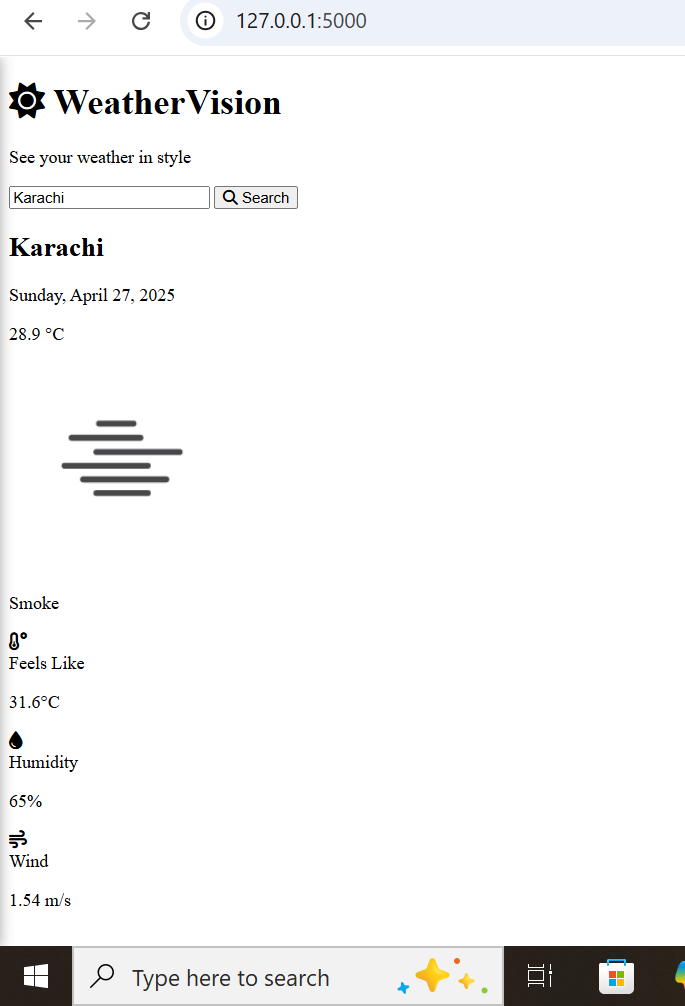 127.0.0.1:5000
WeatherVision
See your weather in style
Karachi
Search
Karachi
Sunday, April 27, 2025
28.9 °C
Smoke
Feels Like
31.6°C
Humidity
65%
Wind
1.54 m/s
Type here to search